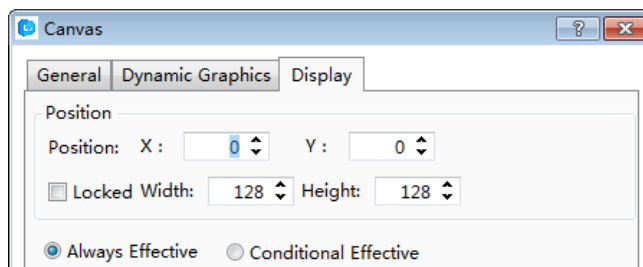 Canvas
General Dynamic Graphics Display
Position
Position: X : 0 Y : 0
Locked Width: 128 Height: 128
Always Effective Conditional Effective